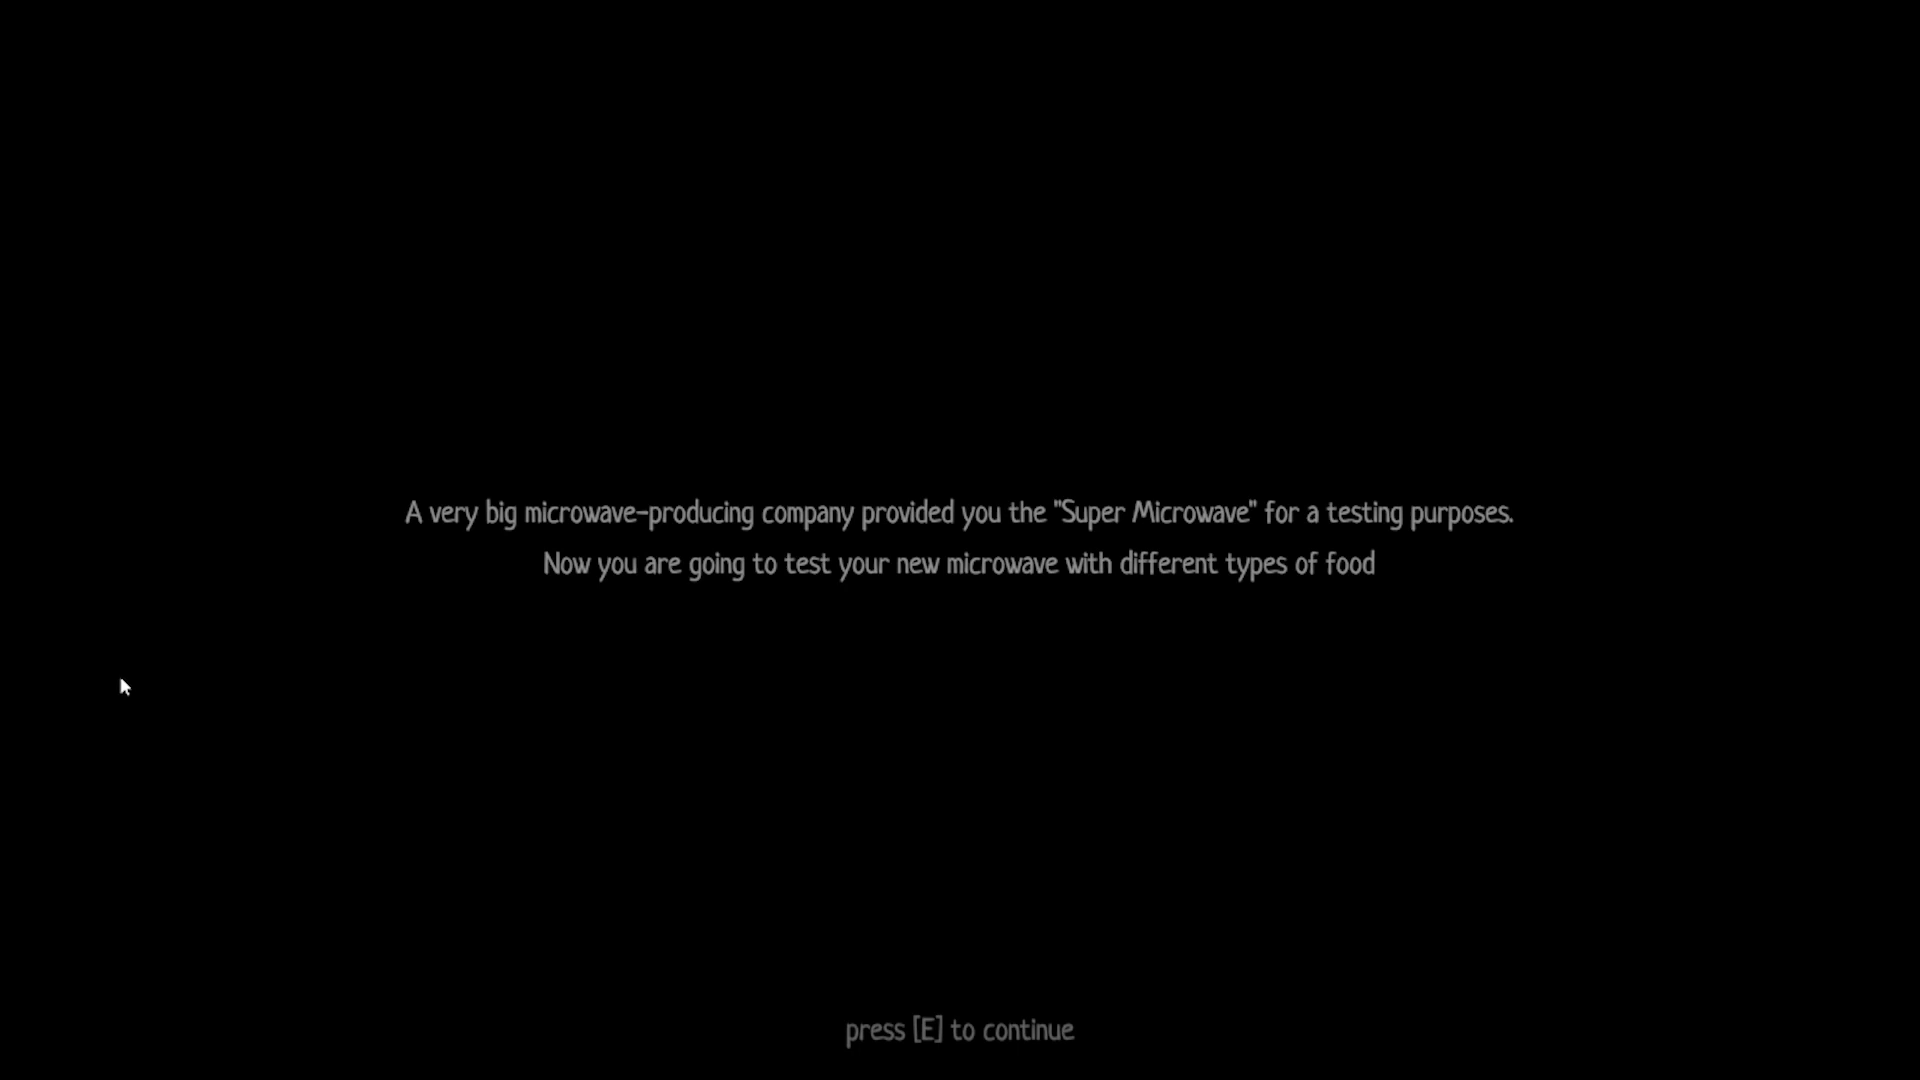 A very big microwave-producing company provided you the "Super Microwave" for a testing purposes.
Now you are going to test your new microwave with different types of food
press [E] to continue